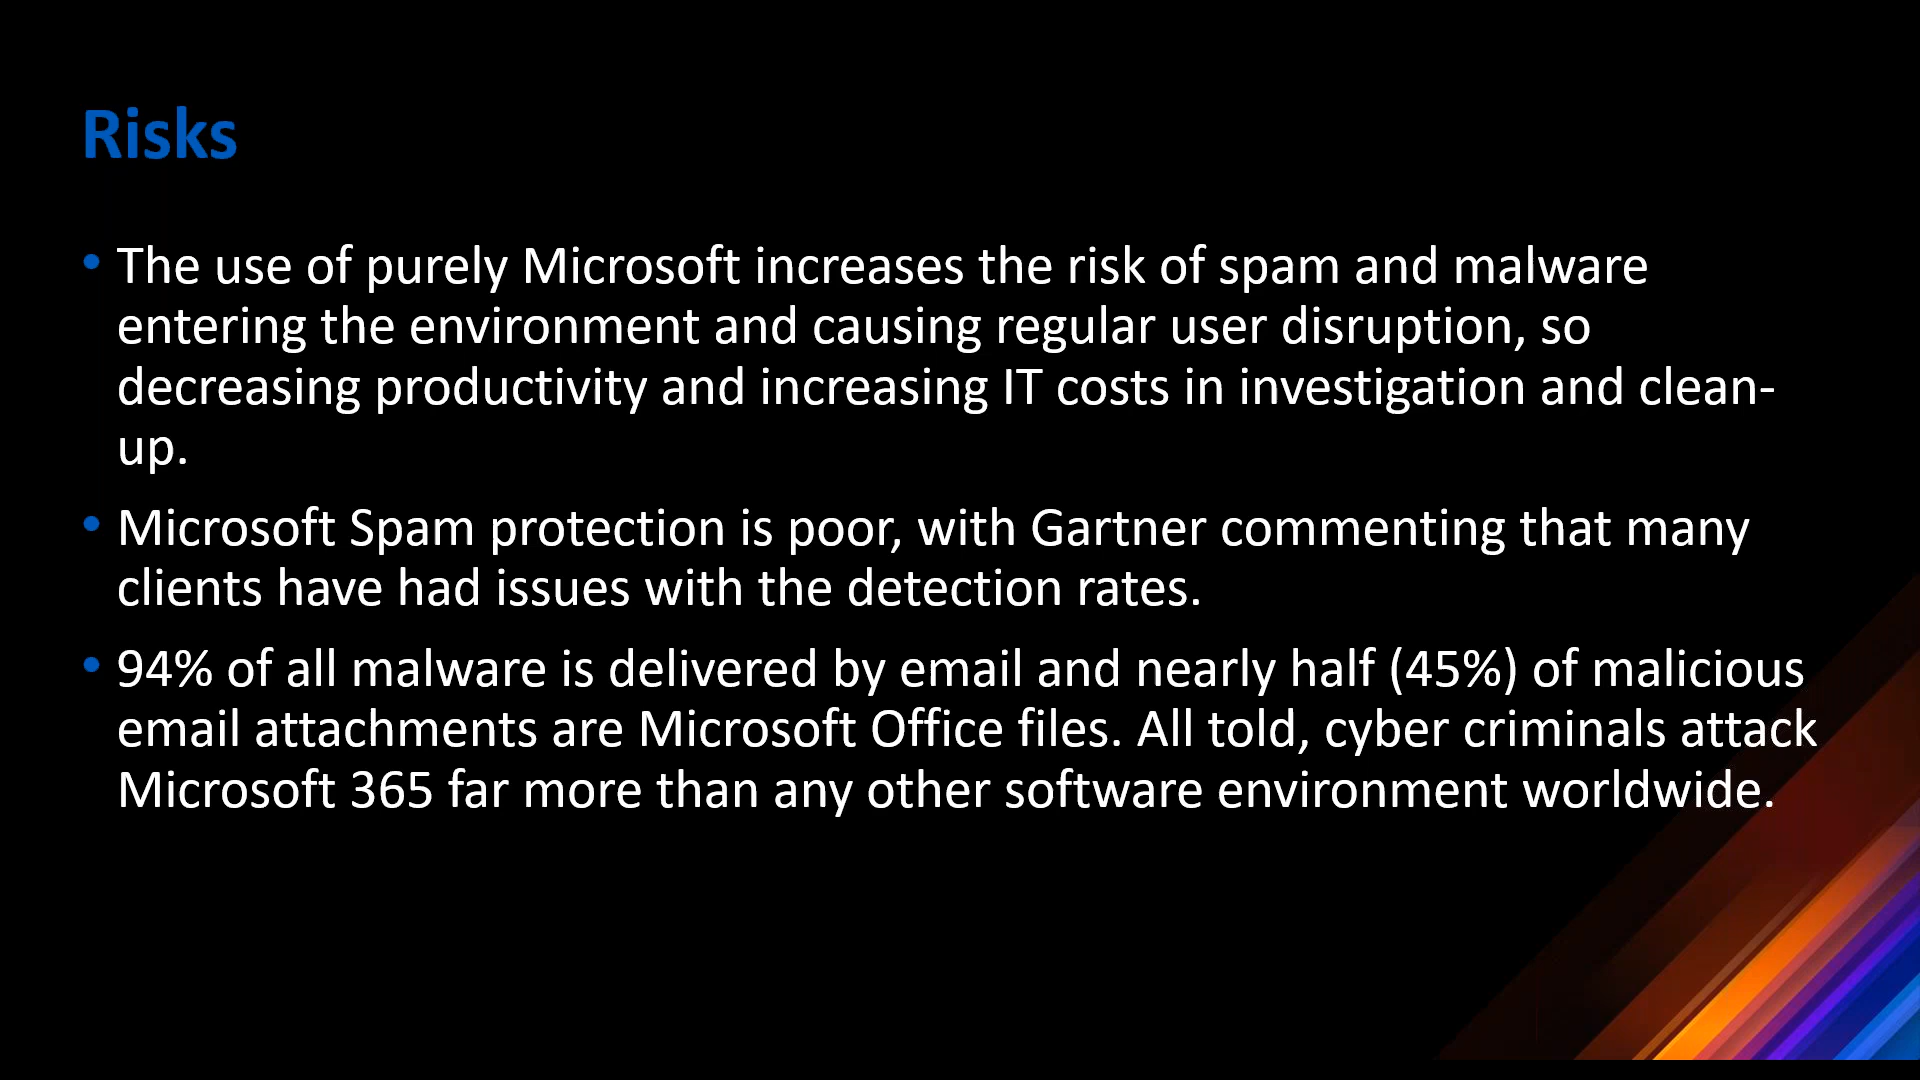 Risks
• The use of purely Microsoft increases the risk of spam and malware
entering the environment and causing regular user disruption, so
decreasing productivity and increasing IT costs in investigation and clean-
up.
• Microsoft Spam protection is poor, with Gartner commenting that many
clients have had issues with the detection rates.
• 94% of all malware is delivered by email and nearly half (45%) of malicious
email attachments are Microsoft Office files. All told, cyber criminals attack
Microsoft 365 far more than any other software environment worldwide.